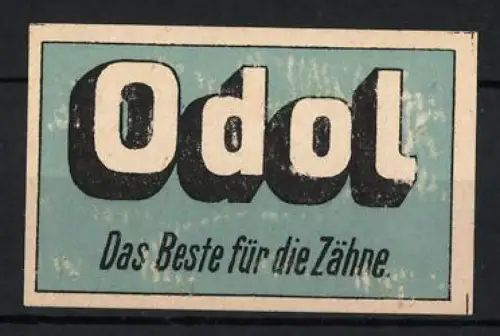 Odol
Das Beste für die Zähne.